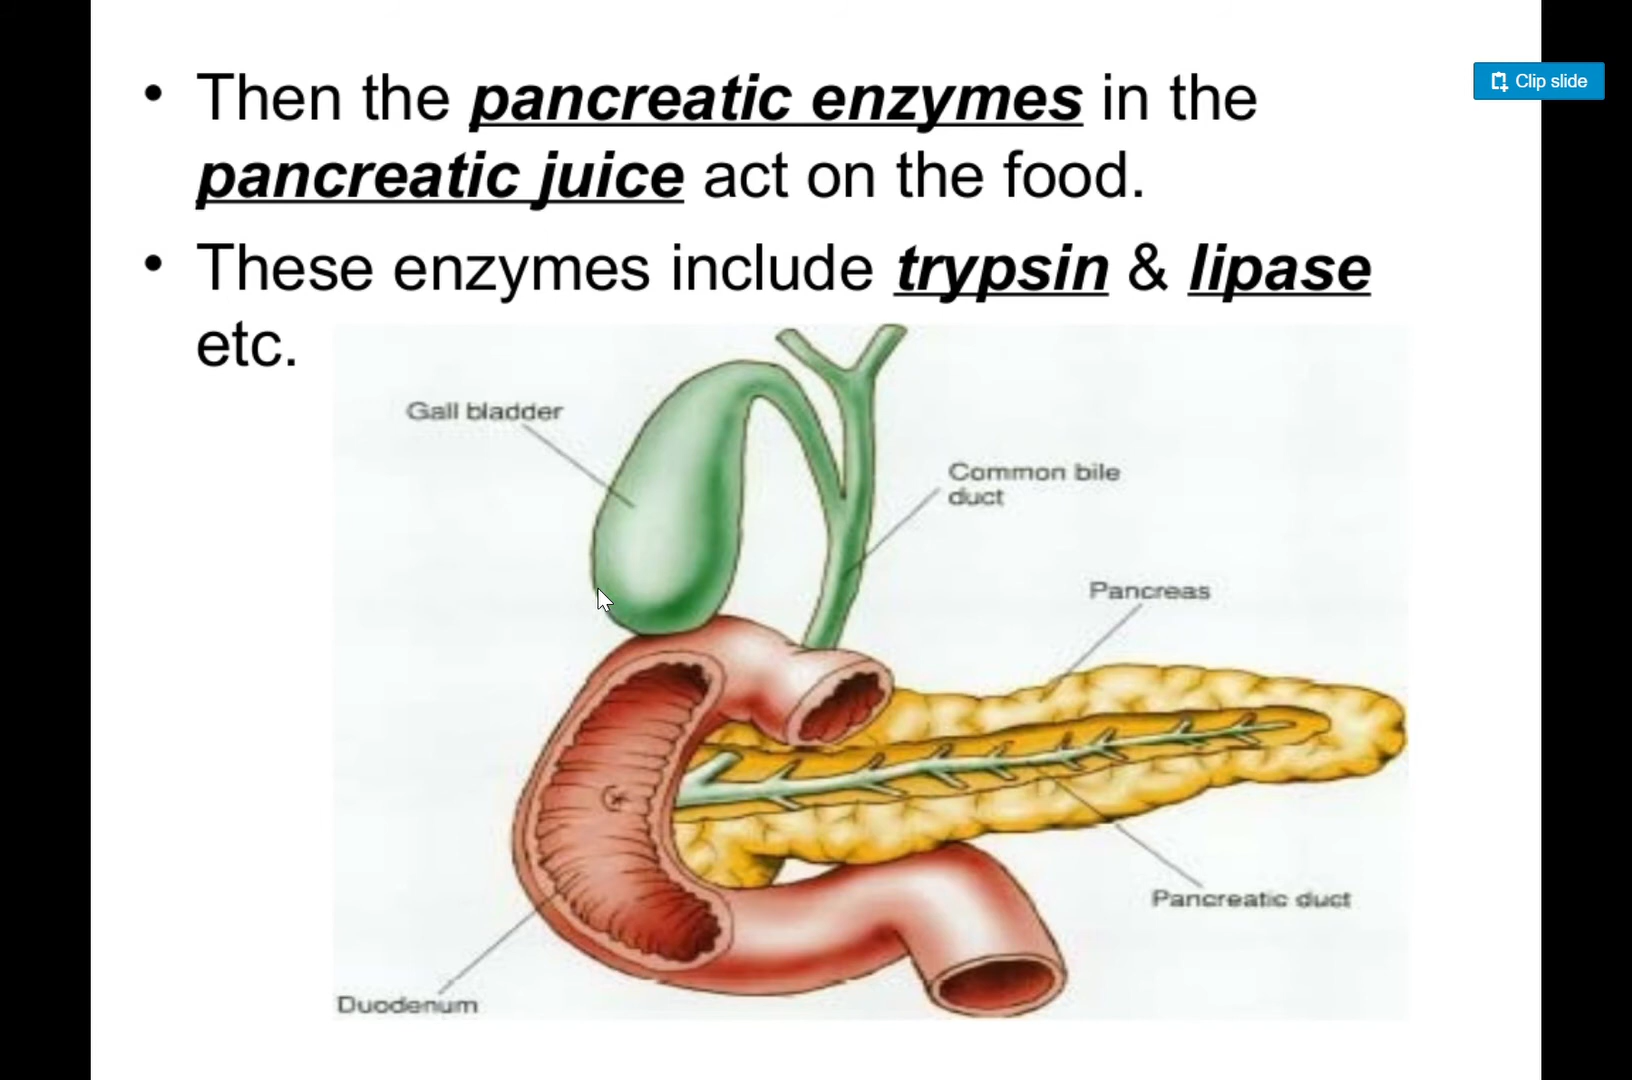 • Then the pancreatic enzymes in the
pancreatic juice act on the food.
• These enzymes include trypsin & lipase
etc.
Clip slide
Gall bladder
Common bile
duct
Pancreas
Pancreatic duct
Duodenum